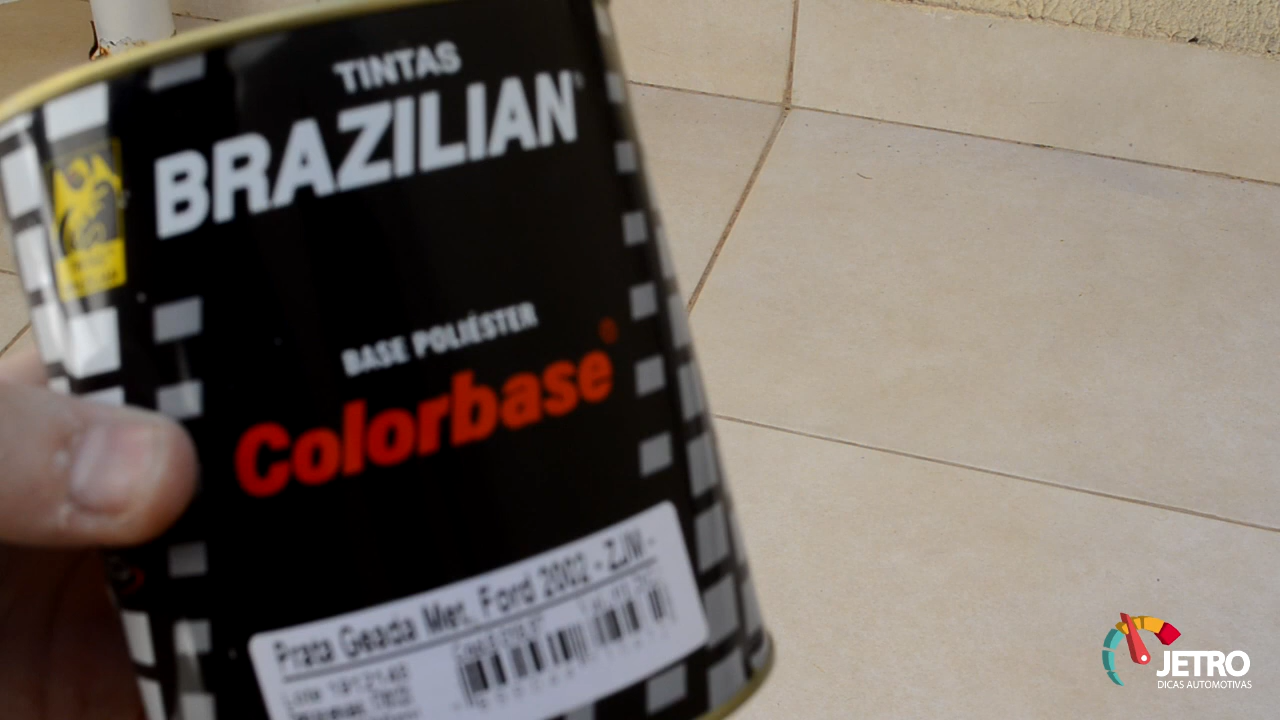 TINTAS
BRAZILIAN
BASE POLIÉSTER
Colorbase®
Prata Geada Met. Ford 2002 - ZJW -
JETRO
DICAS AUTOMOTIVAS